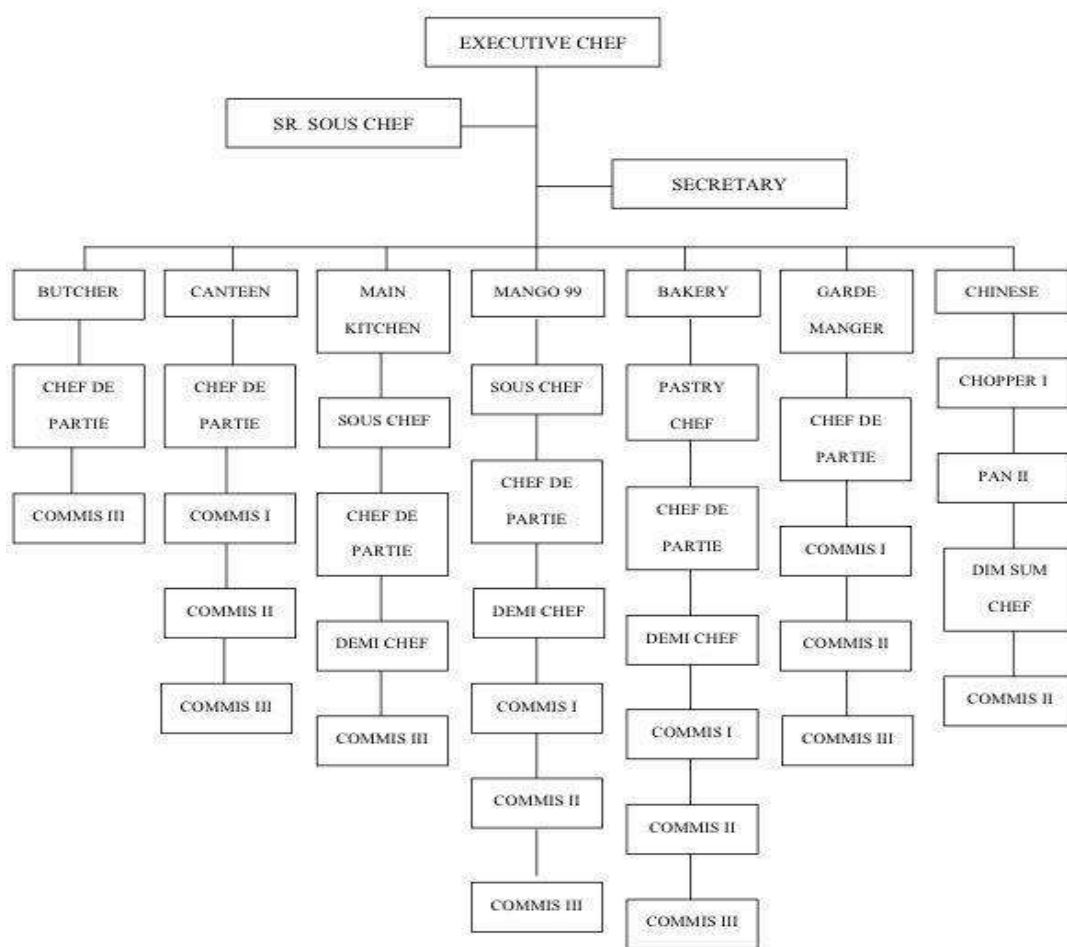 EXECUTIVE CHEF
SR. SOUS CHEF
SECRETARY
BUTCHER
CHEF DE
PARTIE
COMMIS III
CANTEEN
CHEF DE
PARTIE
COMMIS I
COMMIS II
COMMIS III
MAIN
KITCHEN
SOUS CHEF
CHEF DE
PARTIE
DEMI CHEF
COMMIS III
MANGO 99
SOUS CHEF
CHEF DE
PARTIE
DEMI CHEF
COMMIS I
COMMIS II
COMMIS III
BAKERY
PASTRY
CHEF
CHEF DE
PARTIE
DEMI CHEF
COMMIS I
COMMIS II
COMMIS III
GARDE
MANGER
CHEF DE
PARTIE
COMMIS I
COMMIS II
COMMIS III
CHINESE
CHOPPER I
PAN II
DIM SUM
CHEF
COMMIS II